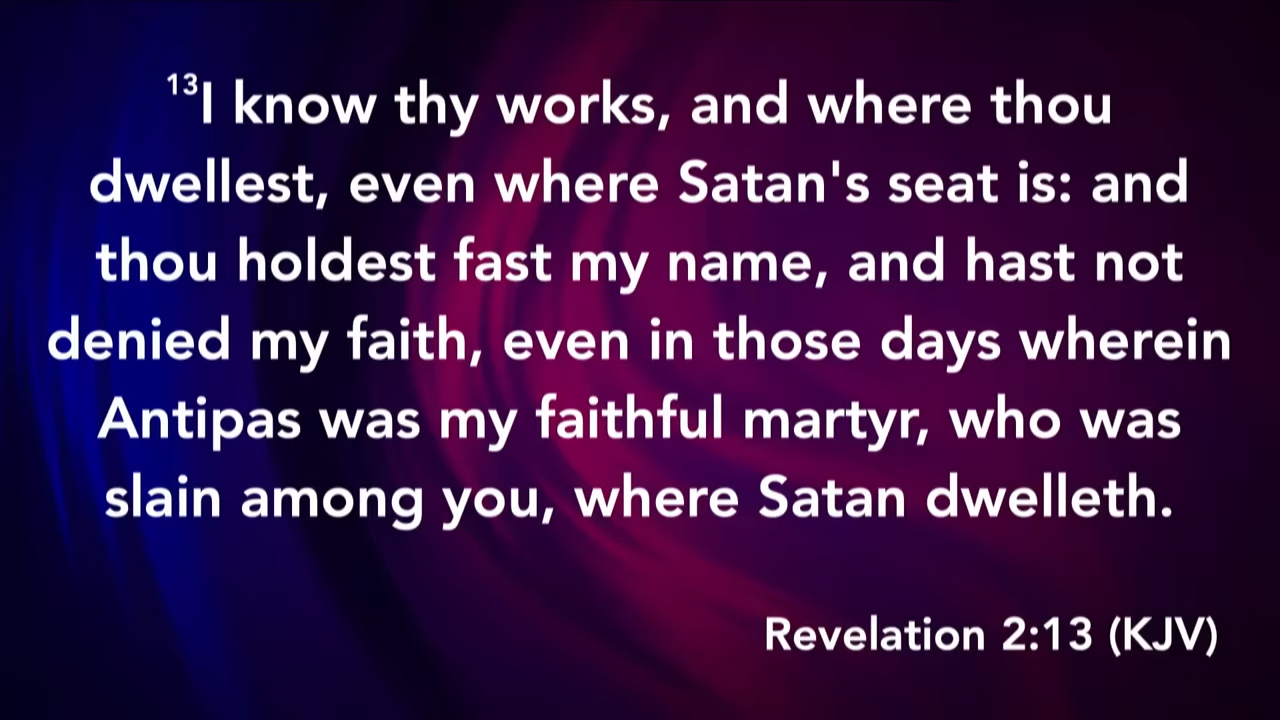 13I know thy works, and where thou
dwellest, even where Satan's seat is: and
thou holdest fast my name, and hast not
denied my faith, even in those days wherein
Antipas was my faithful martyr, who was
slain among you, where Satan dwelleth.
Revelation 2:13 (KJV)